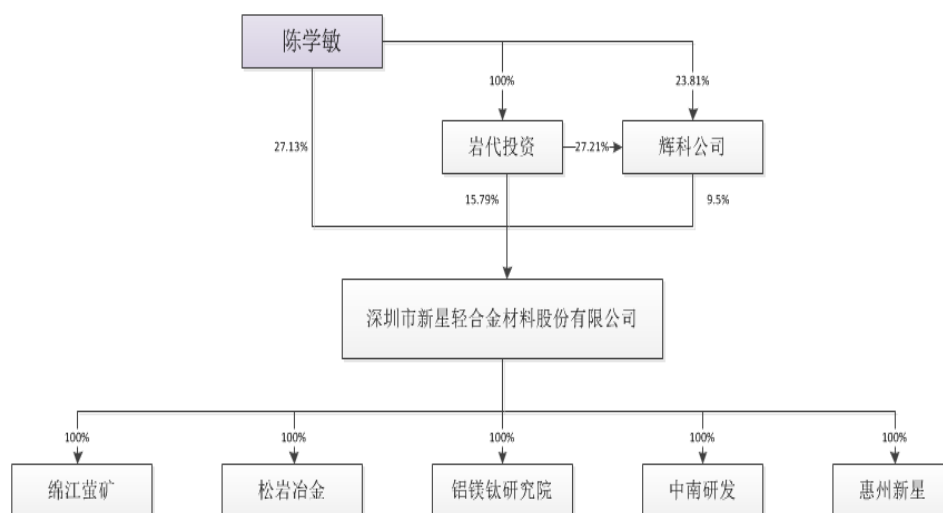 陈学敏
100%
23.81%
27.13%
岩代投资
27.21%
辉科公司
15.79%
9.5%
深圳市新星轻合金材料股份有限公司
100%
100%
100%
100%
100%
绵江萤矿
松岩冶金
铝镁钛研究院
中南研发
惠州新星